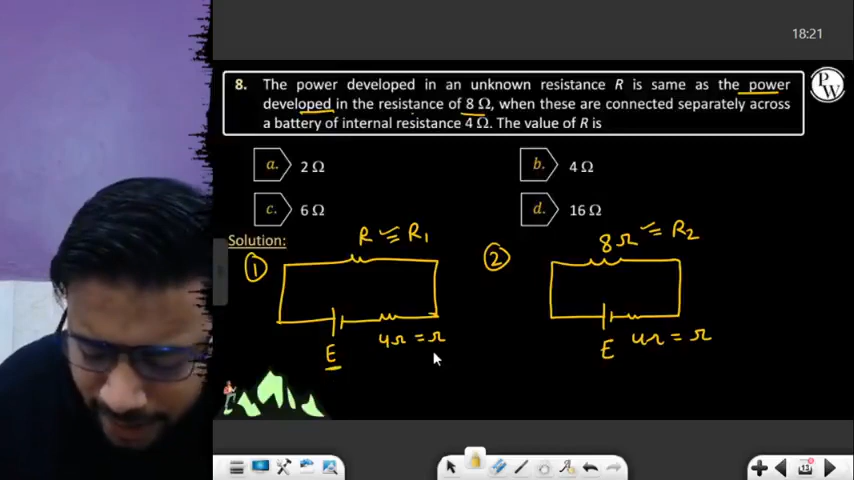 18:21
8. The power developed in an unknown resistance R is same as the power
developed in the resistance of 8 Ω, when these are connected separately across
a battery of internal resistance 4 Ω. The value of R is
PW
a. 2 Ω
b. 4 Ω
c. 6 Ω
d. 16 Ω
Solution:
① R R₁
② 8Ω R₂
4Ω = r
E
4Ω = r
E